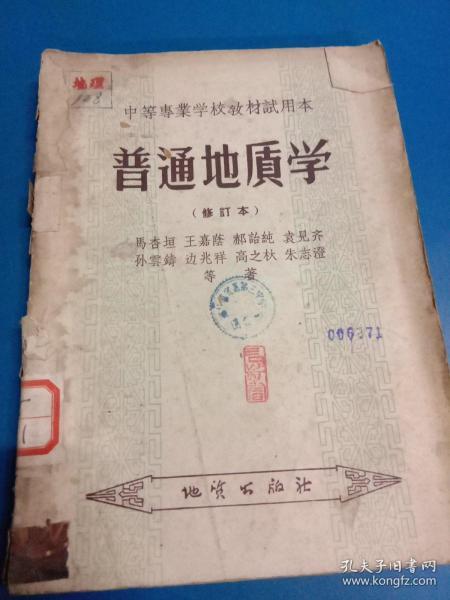 地理
108
中等專業学校教材試用本
普通地質学
(修訂本)
馬杏垣 王嘉蔭 郝詒純 袁見齐
孙雲鑄 边兆祥 高之杕 朱志澄
等 著
006371
地質出版社
孔夫子旧书网
www.kongfz.com